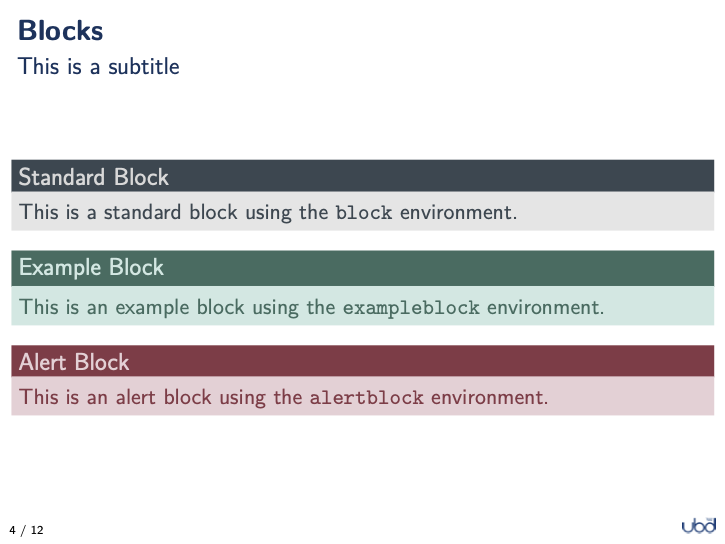 Blocks
This is a subtitle
Standard Block
This is a standard block using the block environment.
Example Block
This is an example block using the exampleblock environment.
Alert Block
This is an alert block using the alertblock environment.
4 / 12
ubd